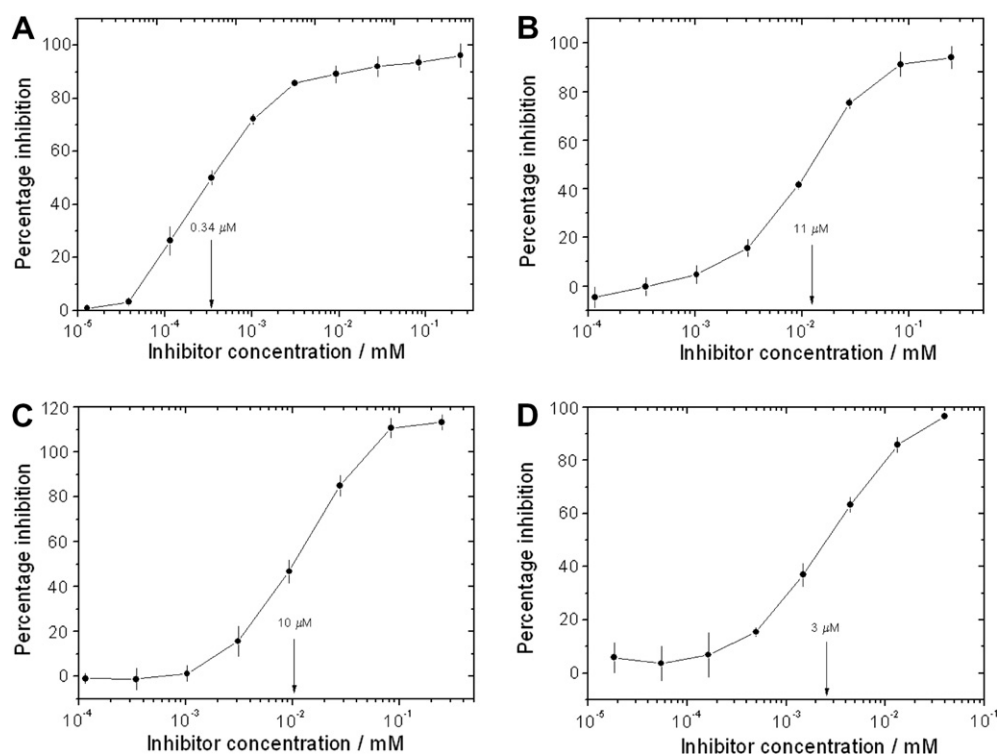 A
Percentage inhibition
100
80
60
40
20
0
0.34 µM
10⁻⁵ 10⁻⁴ 10⁻³ 10⁻² 10⁻¹
Inhibitor concentration / mM
B
Percentage inhibition
100
80
60
40
20
0
11 µM
10⁻⁴ 10⁻³ 10⁻² 10⁻¹
Inhibitor concentration / mM
C
Percentage inhibition
120
100
80
60
40
20
0
10 µM
10⁻⁴ 10⁻³ 10⁻² 10⁻¹
Inhibitor concentration / mM
D
Percentage inhibition
100
80
60
40
20
0
3 µM
10⁻⁵ 10⁻⁴ 10⁻³ 10⁻² 10⁻¹
Inhibitor concentration / mM